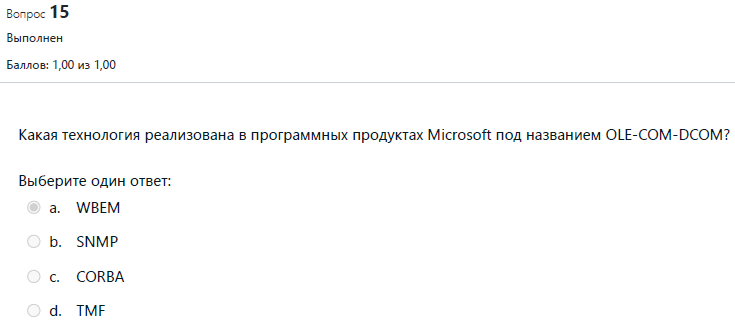 Вопрос 15
Выполнен
Баллов: 1,00 из 1,00
Какая технология реализована в программных продуктах Microsoft под названием OLE-COM-DCOM?
Выберите один ответ:
a. WBEM
b. SNMP
c. CORBA
d. TMF